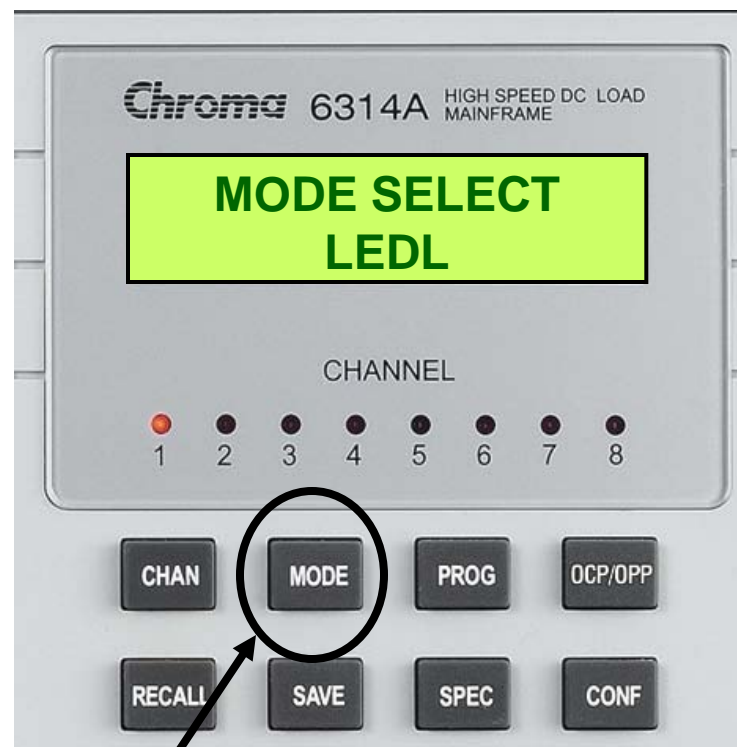 Chroma 6314A HIGH SPEED DC LOAD
MAINFRAME
MODE SELECT
LEDL
CHANNEL
1 2 3 4 5 6 7 8
CHAN MODE PROG OCP/OPP
RECALL SAVE SPEC CONF